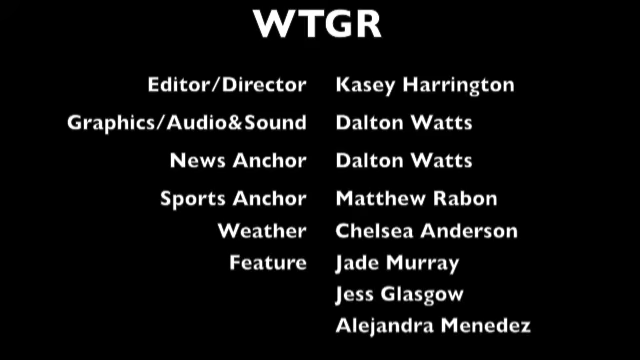 WTGR
Editor/Director Kasey Harrington
Graphics/Audio&Sound Dalton Watts
News Anchor Dalton Watts
Sports Anchor Matthew Rabon
Weather Chelsea Anderson
Feature Jade Murray
Jess Glasgow
Alejandra Menedez